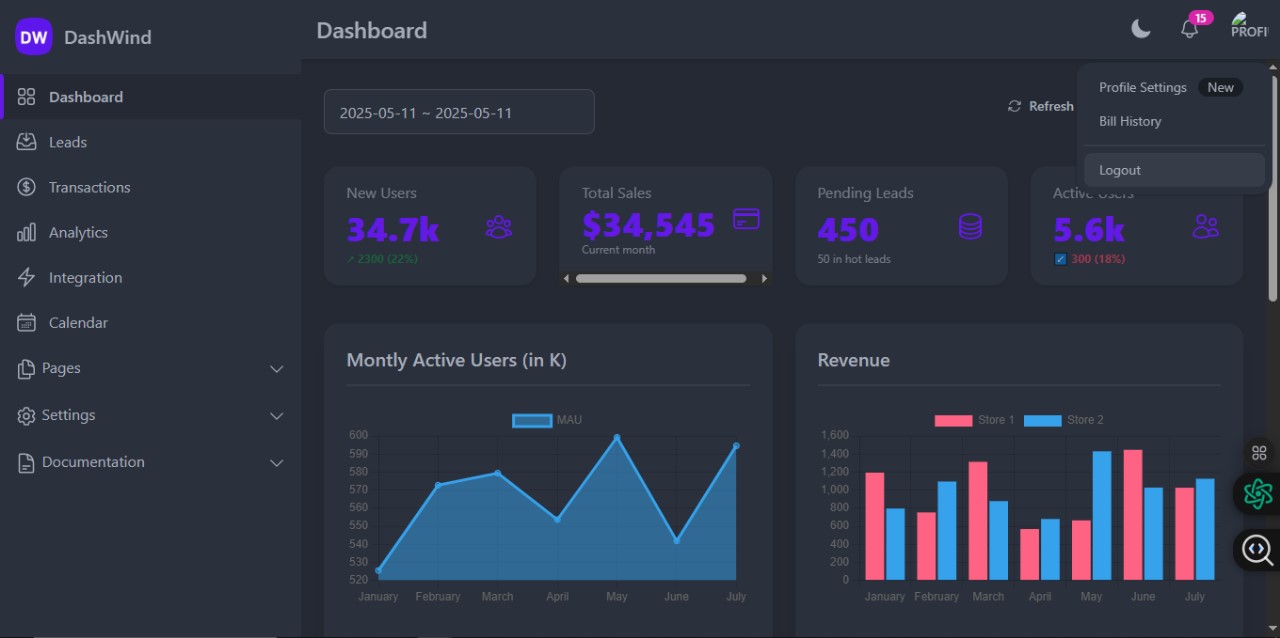 DW DashWind
Dashboard
15
PROFI
Dashboard
Leads
Transactions
Analytics
Integration
Calendar
Pages
Settings
Documentation
2025-05-11 ~ 2025-05-11
Refresh
Profile Settings New
Bill History
Logout
New Users
34.7k
↗ 2300 (22%)
Total Sales
$34,545
Current month
Pending Leads
450
50 in hot leads
Active Users
5.6k
300 (18%)
Montly Active Users (in K)
MAU
600
590
580
570
560
550
540
530
520
January February March April May June July
Revenue
Store 1 Store 2
1,600
1,400
1,200
1,000
800
600
400
200
0
January February March April May June July